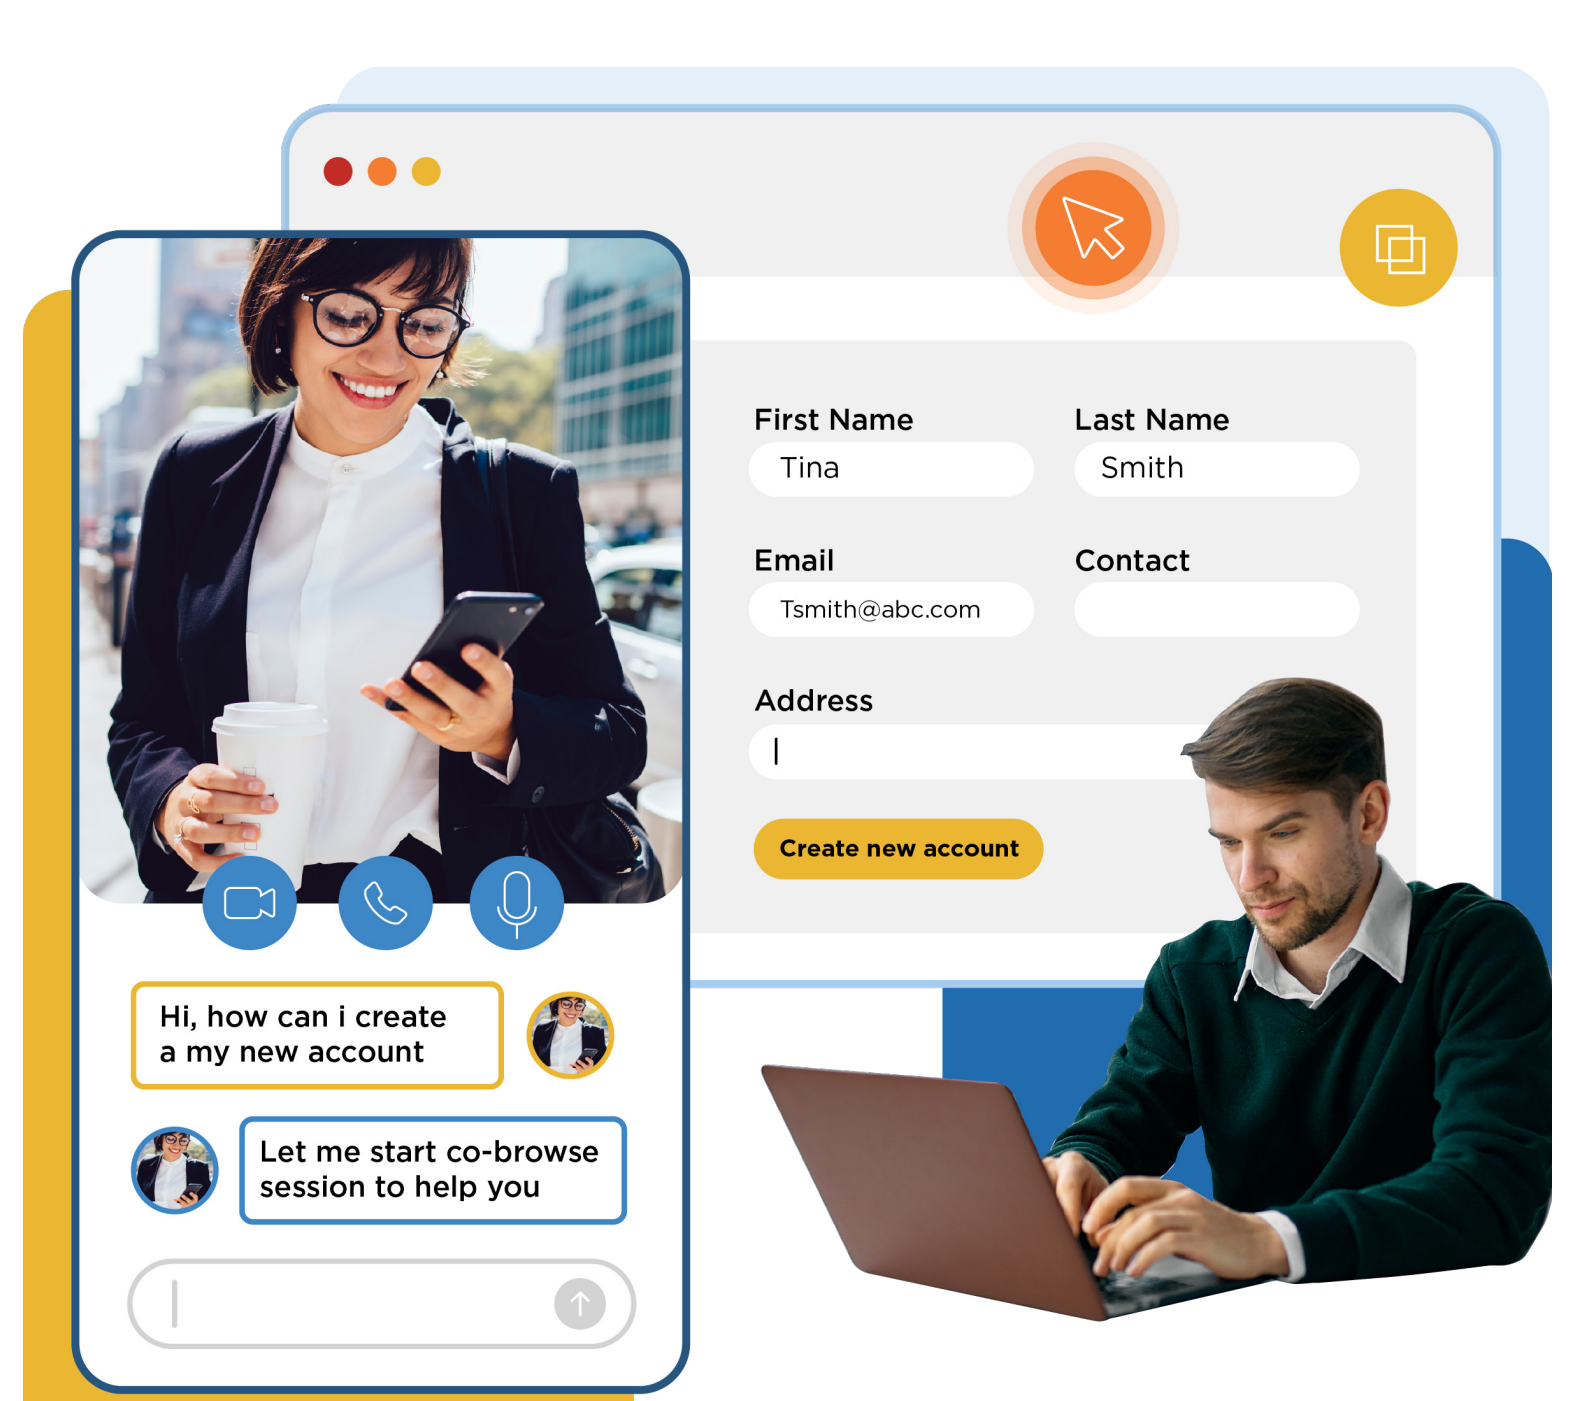 First Name
Last Name
Tina
Smith
Email
Contact
Tsmith@abc.com
Address
Create new account
Hi, how can i create
a my new account
Let me start co-browse
session to help you